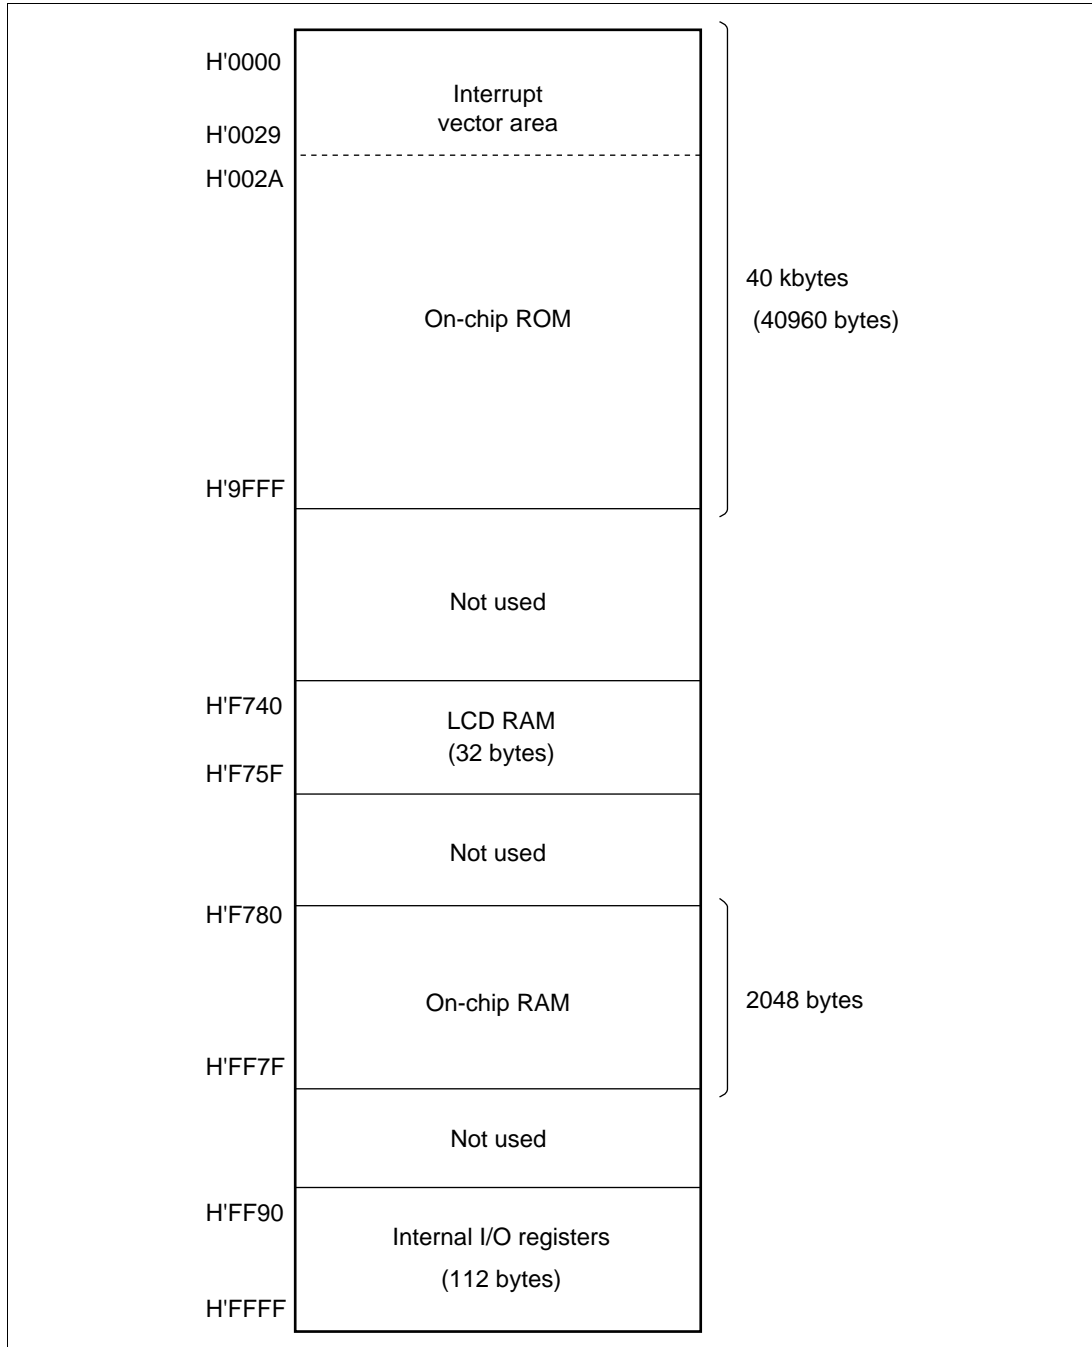 H'0000
Interrupt
vector area
H'0029
H'002A
40 kbytes
(40960 bytes)
On-chip ROM
H'9FFF
Not used
H'F740
LCD RAM
(32 bytes)
H'F75F
Not used
H'F780
On-chip RAM
2048 bytes
H'FF7F
Not used
H'FF90
Internal I/O registers
(112 bytes)
H'FFFF